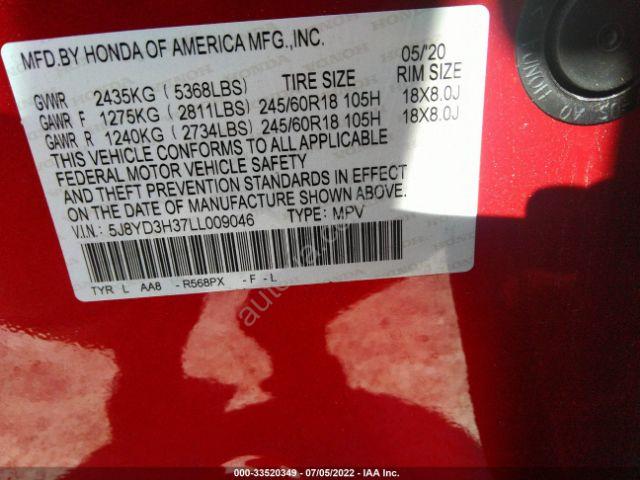 MFD.BY HONDA OF AMERICA MFG.,INC. 05/'20
GVWR 2435KG ( 5368LBS) TIRE SIZE RIM SIZE
GAWR F 1275KG ( 2811LBS) 245/60R18 105H 18X8.0J
GAWR R 1240KG ( 2734LBS) 245/60R18 105H 18X8.0J
THIS VEHICLE CONFORMS TO ALL APPLICABLE
FEDERAL MOTOR VEHICLE SAFETY
AND THEFT PREVENTION STANDARDS IN EFFECT
ON THE DATE OF MANUFACTURE SHOWN ABOVE.
V.I.N.: 5J8YD3H37LL009046 TYPE: MPV
TYR L AA8 - R568PX - F - L
000-33520349 / 07/05/2022 - IAA Inc.